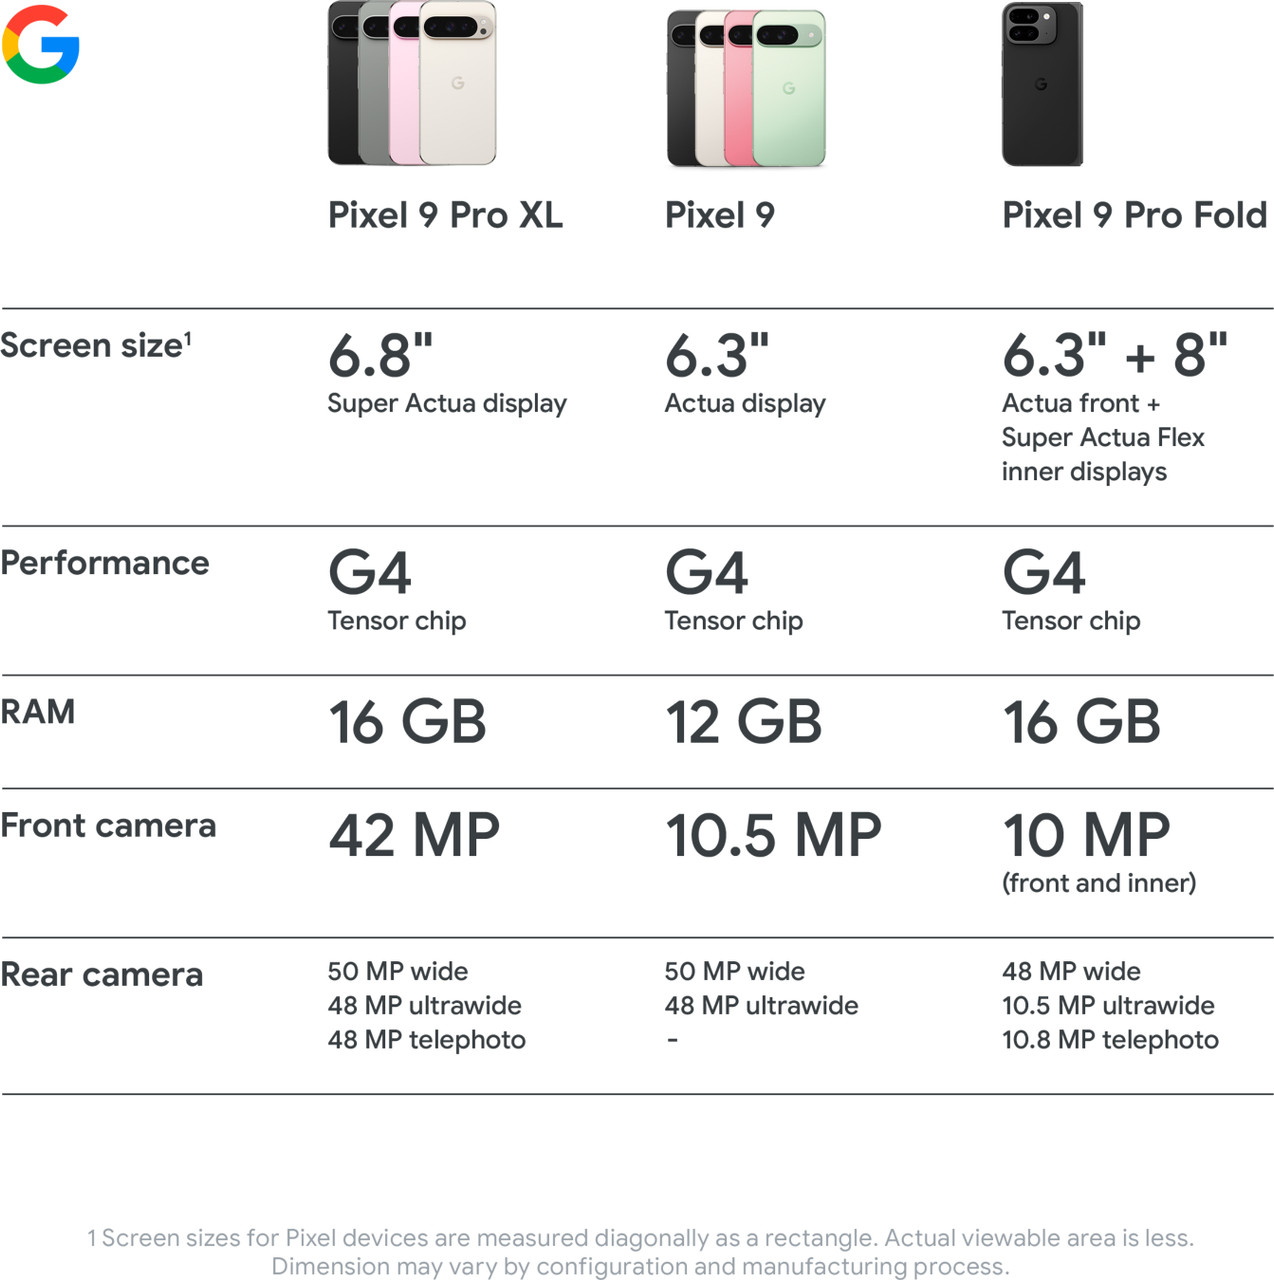 Pixel 9 Pro XL
Pixel 9
Pixel 9 Pro Fold
Screen size¹
6.8"
Super Actua display
6.3"
Actua display
6.3" + 8"
Actua front +
Super Actua Flex
inner displays
Performance
G4
Tensor chip
G4
Tensor chip
G4
Tensor chip
RAM
16 GB
12 GB
16 GB
Front camera
42 MP
10.5 MP
10 MP
(front and inner)
Rear camera
50 MP wide
48 MP ultrawide
48 MP telephoto
50 MP wide
48 MP ultrawide
-
48 MP wide
10.5 MP ultrawide
10.8 MP telephoto
1 Screen sizes for Pixel devices are measured diagonally as a rectangle. Actual viewable area is less.
Dimension may vary by configuration and manufacturing process.